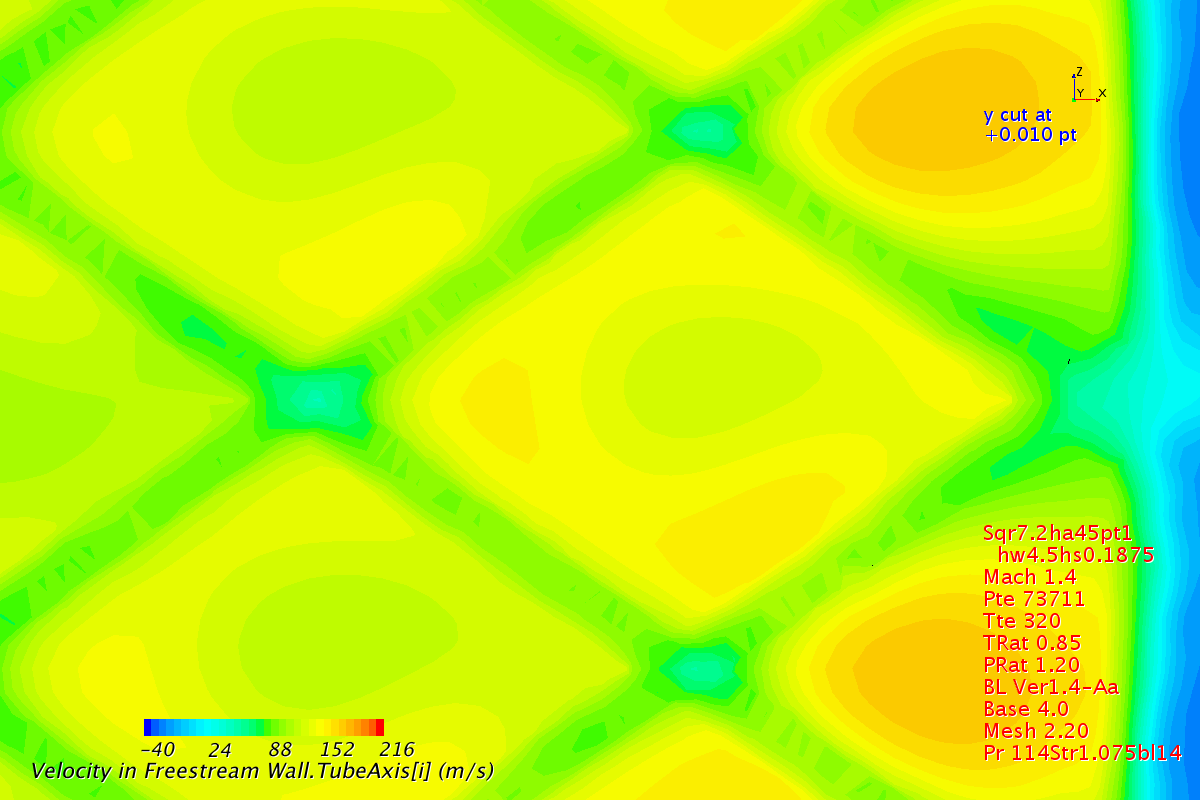 Z
Y X
y cut at
+0.010 pt
Sqr7.2ha45pt1
hw4.5hs0.1875
Mach 1.4
Pte 73711
Tte 320
TRat 0.85
PRat 1.20
BL Ver1.4-Aa
Base 4.0
Mesh 2.20
Pr 114Str1.075bl14
-40 24 88 152 216
Velocity in Freestream Wall.TubeAxis[i] (m/s)